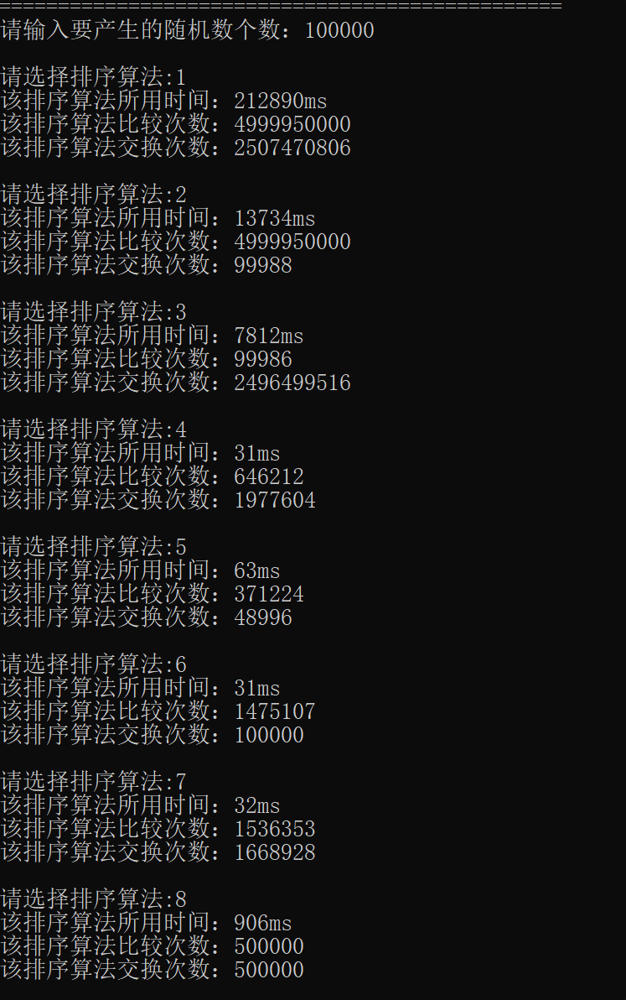 ================================================
请输入要产生的随机数个数：100000
请选择排序算法:1
该排序算法所用时间：212890ms
该排序算法比较次数：4999950000
该排序算法交换次数：2507470806
请选择排序算法:2
该排序算法所用时间：13734ms
该排序算法比较次数：4999950000
该排序算法交换次数：99988
请选择排序算法:3
该排序算法所用时间：7812ms
该排序算法比较次数：99986
该排序算法交换次数：2496499516
请选择排序算法:4
该排序算法所用时间：31ms
该排序算法比较次数：646212
该排序算法交换次数：1977604
请选择排序算法:5
该排序算法所用时间：63ms
该排序算法比较次数：371224
该排序算法交换次数：48996
请选择排序算法:6
该排序算法所用时间：31ms
该排序算法比较次数：1475107
该排序算法交换次数：100000
请选择排序算法:7
该排序算法所用时间：32ms
该排序算法比较次数：1536353
该排序算法交换次数：1668928
请选择排序算法:8
该排序算法所用时间：906ms
该排序算法比较次数：500000
该排序算法交换次数：500000